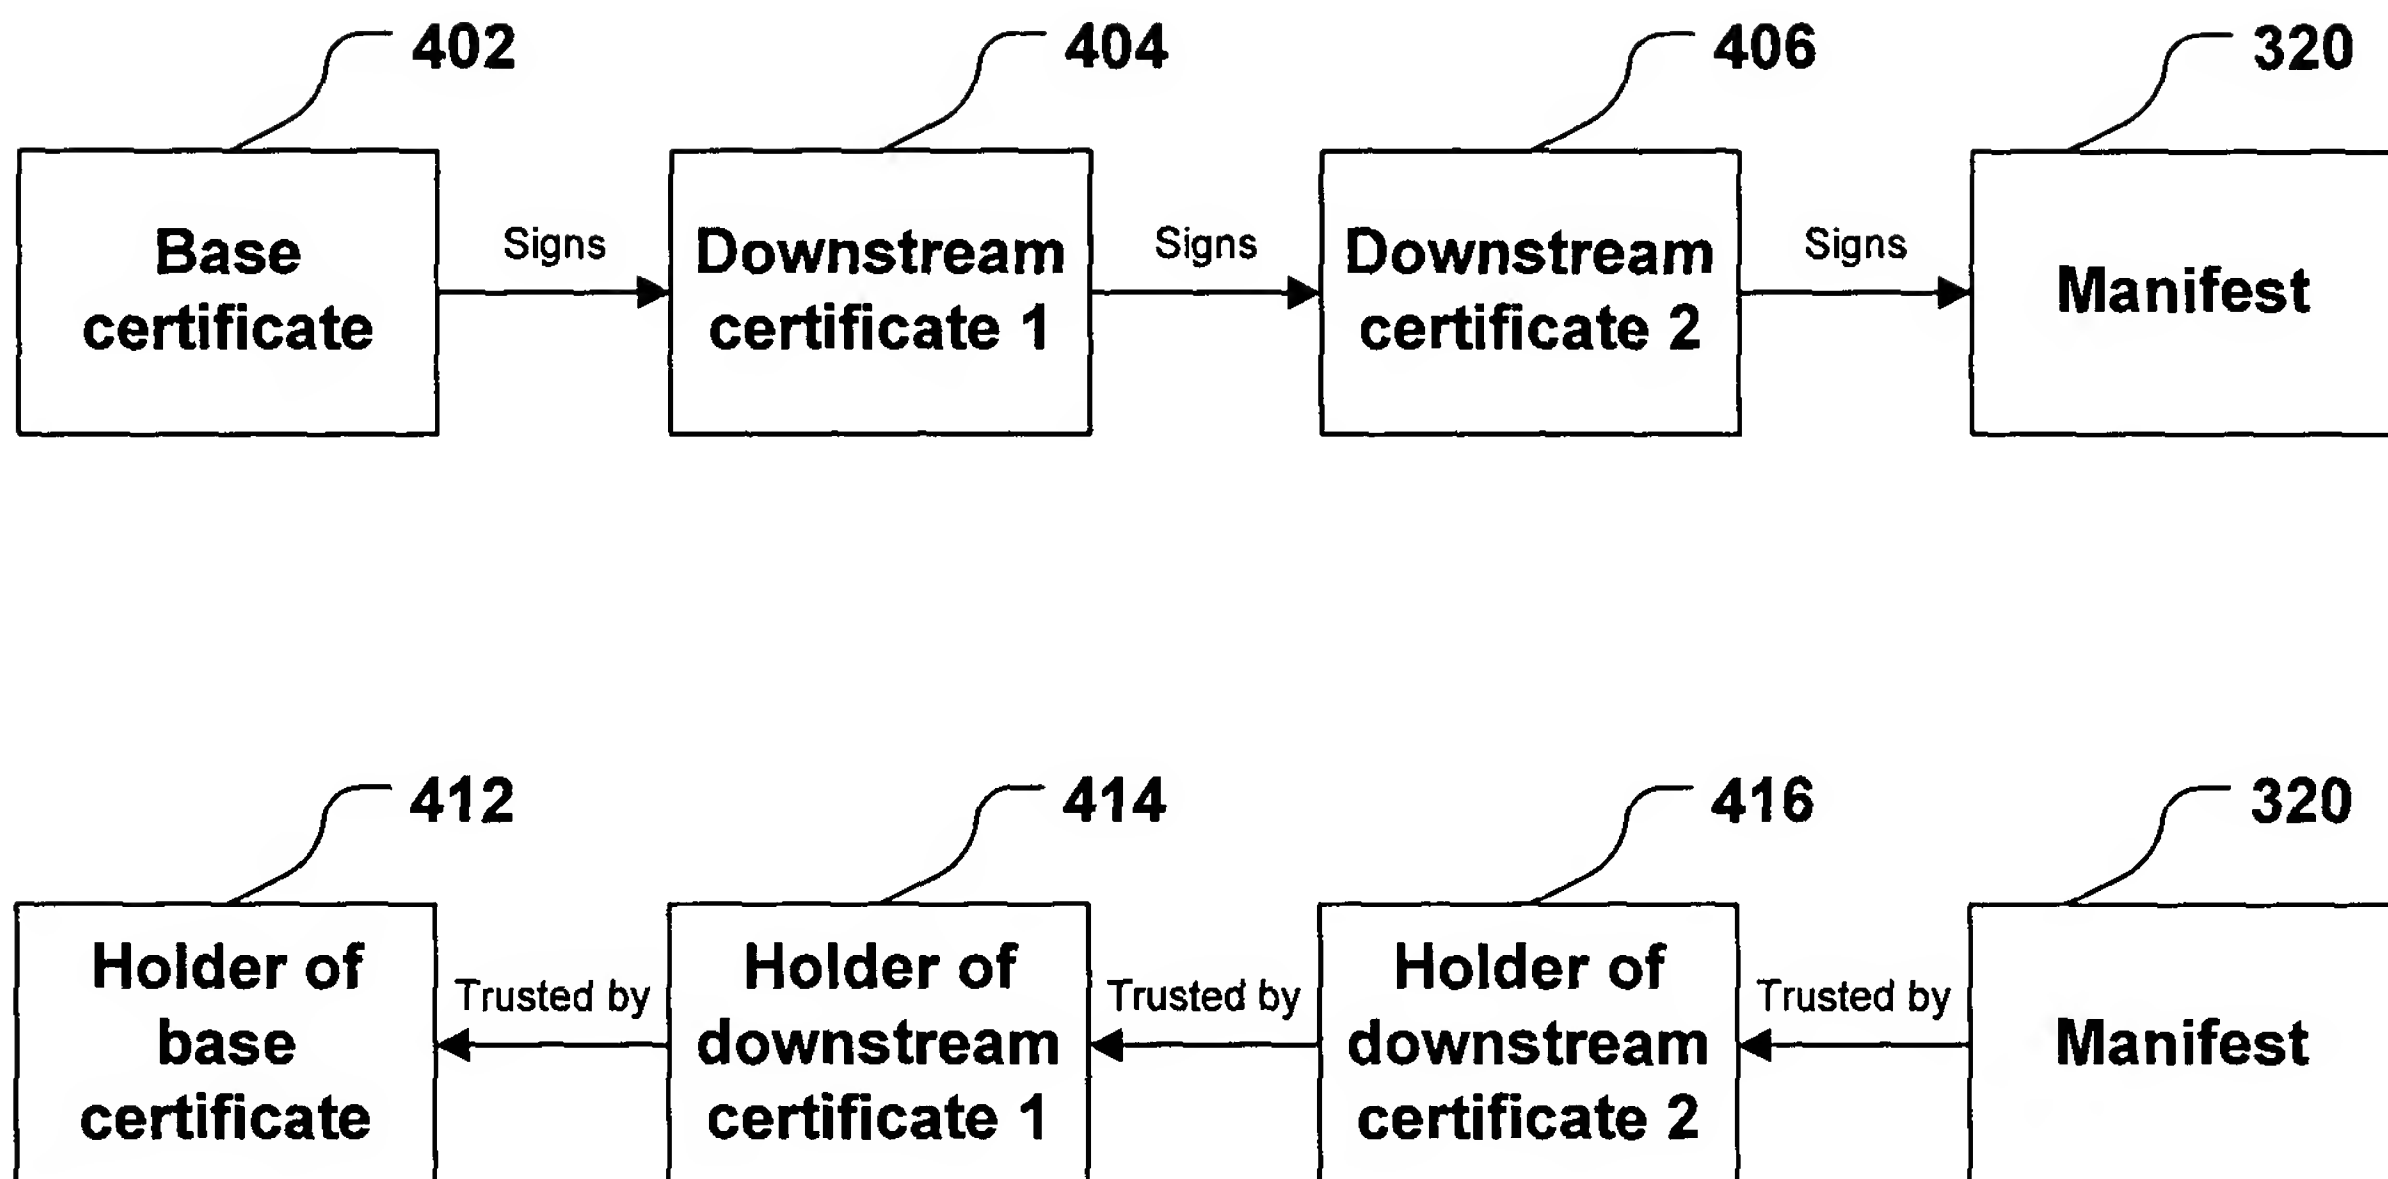 402
404
406
320
Base
certificate
Signs
Downstream
certificate 1
Signs
Downstream
certificate 2
Signs
Manifest
412
414
416
320
Holder of
base
certificate
Trusted by
Holder of
downstream
certificate 1
Trusted by
Holder of
downstream
certificate 2
Trusted by
Manifest